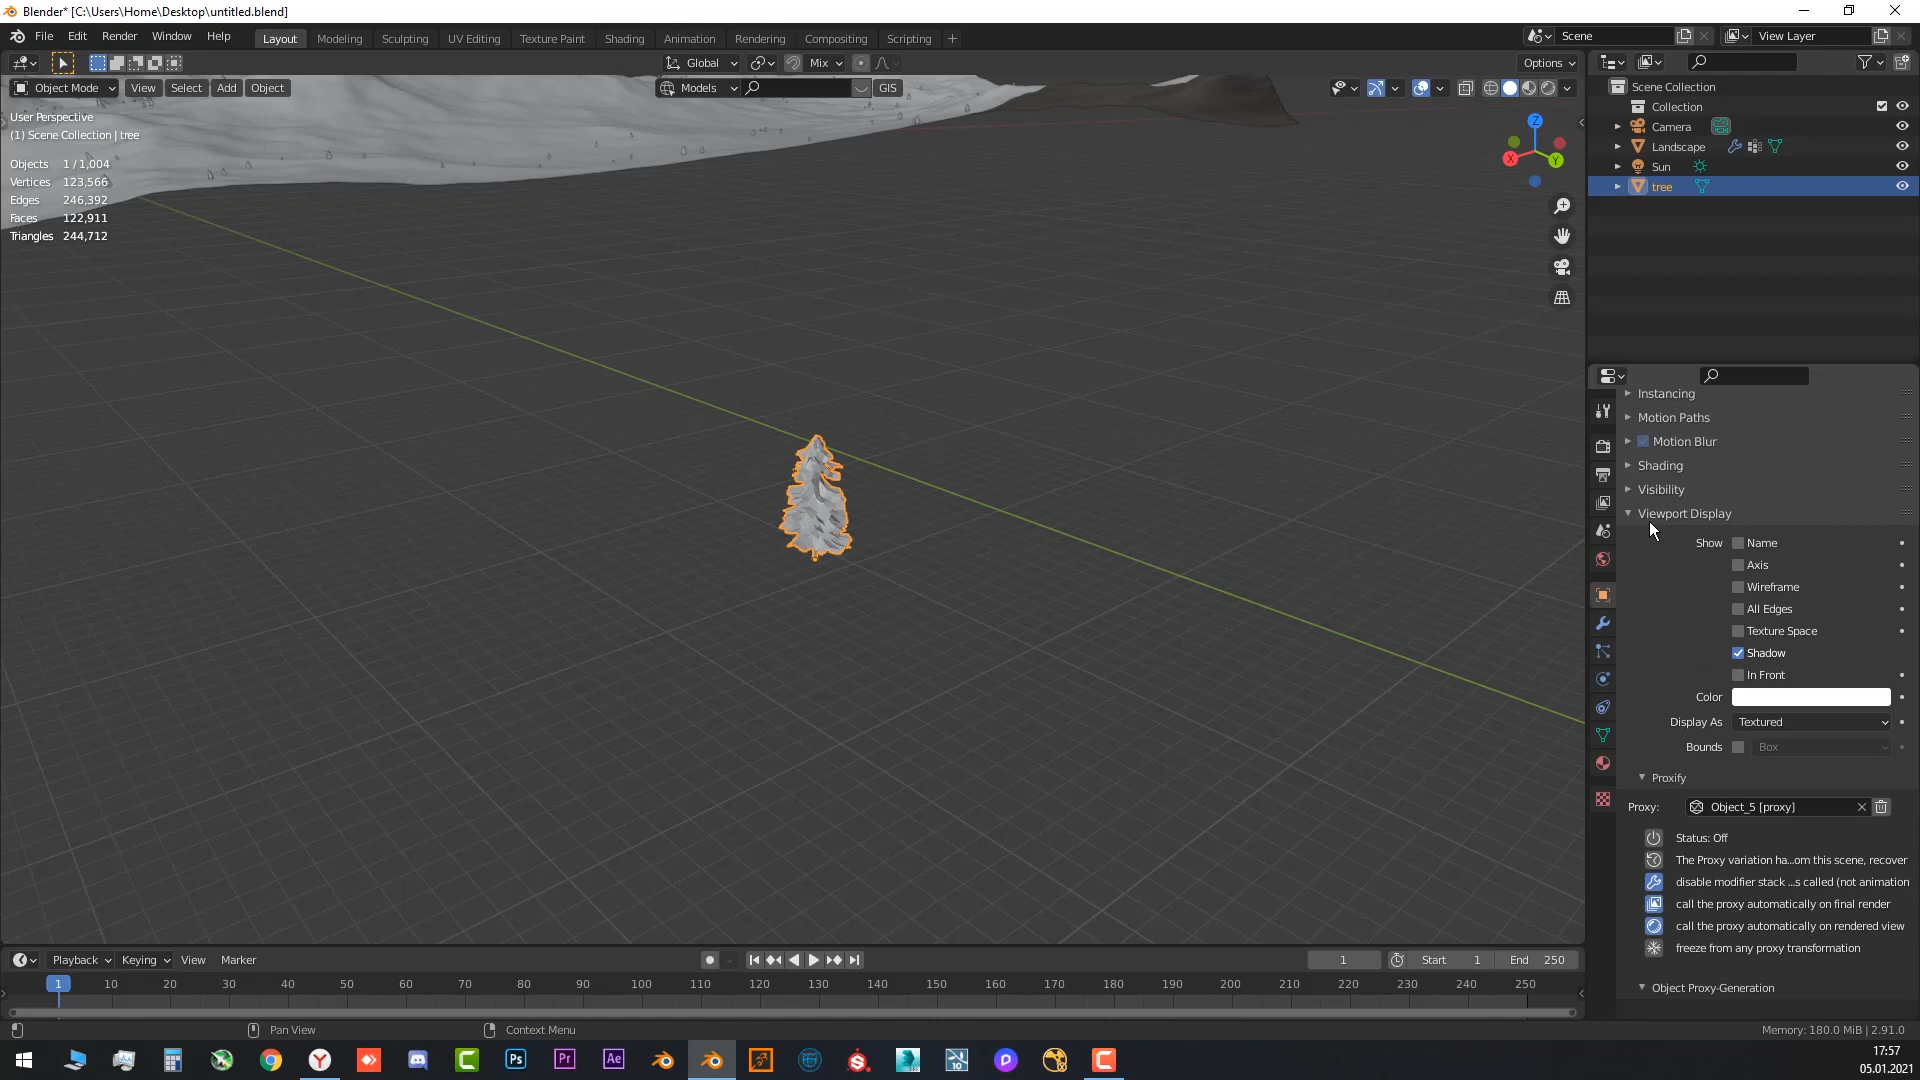 Blender* [C:\Users\Home\Desktop\untitled.blend]
File Edit Render Window Help
Layout Modeling Sculpting UV Editing Texture Paint Shading Animation Rendering Compositing Scripting +
Scene
View Layer
Global
Mix
Options
Object Mode View Select Add Object
Models
GIS
User Perspective
(1) Scene Collection | tree
Objects 1 / 1,004
Vertices 123,566
Edges 246,392
Faces 122,911
Triangles 244,712
Z
X
Y
Scene Collection
Collection
Camera
Landscape
Sun
tree
Instancing
Motion Paths
Motion Blur
Shading
Visibility
Viewport Display
Show Name
Axis
Wireframe
All Edges
Texture Space
Shadow
In Front
Color
Display As Textured
Bounds Box
Proxify
Proxy: Object_5 [proxy]
Status: Off
The Proxy variation ha...om this scene, recover
disable modifier stack ...s called (not animation
call the proxy automatically on final render
call the proxy automatically on rendered view
freeze from any proxy transformation
Object Proxy-Generation
Playback Keying View Marker
1
Start 1
End 250
1 10 20 30 40 50 60 70 80 90 100 110 120 130 140 150 160 170 180 190 200 210 220 230 240 250
Pan View
Context Menu
Memory: 180.0 MiB | 2.91.0
Ps Pr Ae
10
17:57
05.01.2021